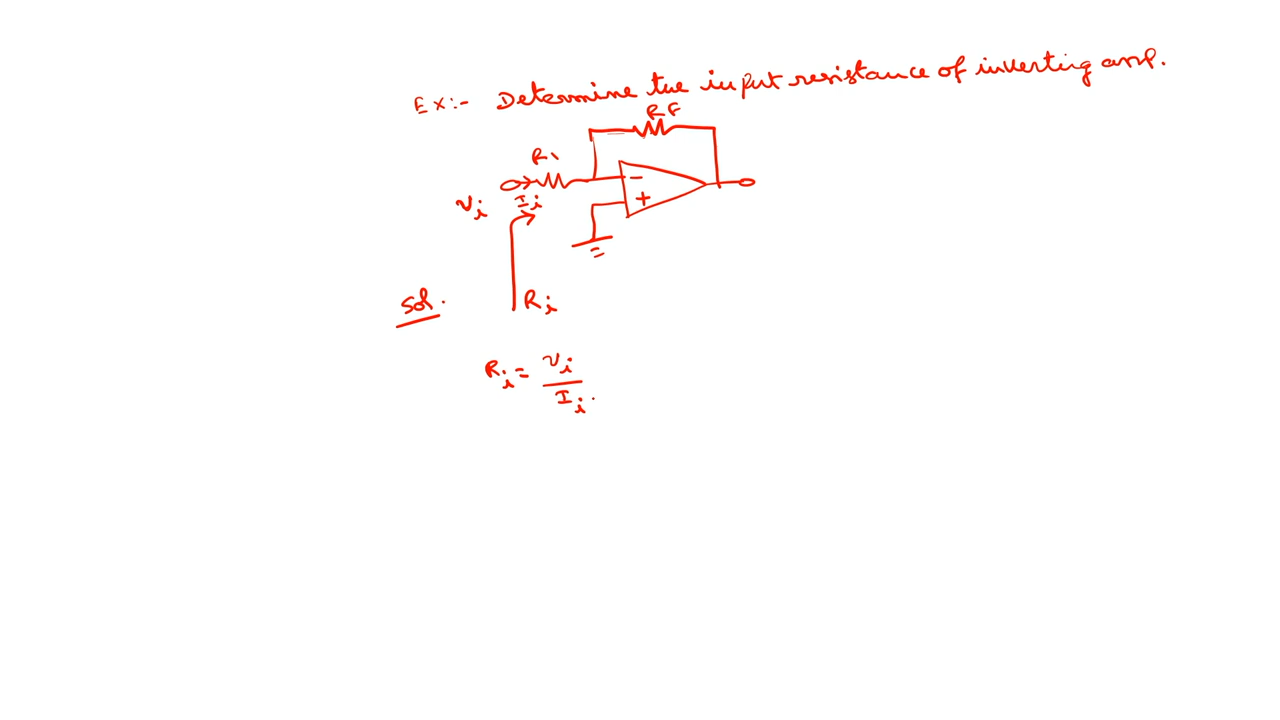 Ex:- Determine the input resistance of inverting amp.
RF
R1
-
vi
Ii
+
Sol.
Ri
Ri = vi / Ii.